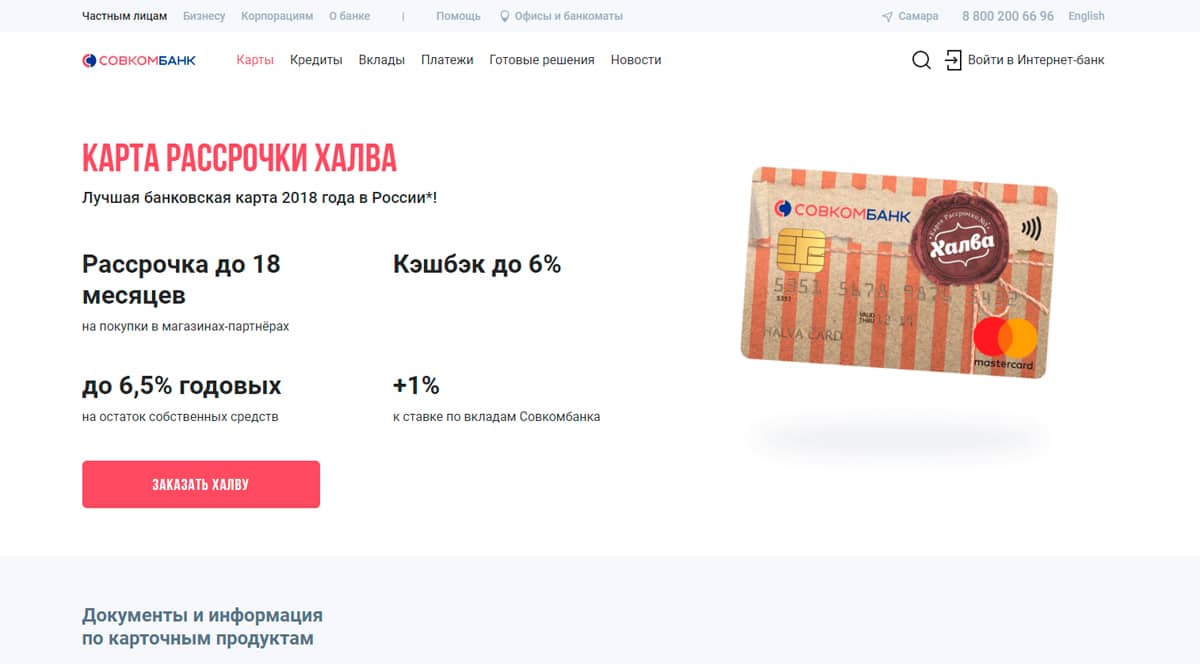 Частным лицам Бизнесу Корпорациям О банке | Помощь Офисы и банкоматы Самара 8 800 200 66 96 English
СОВКОМБАНК Карты Кредиты Вклады Платежи Готовые решения Новости Войти в Интернет-банк
КАРТА РАССРОЧКИ ХАЛВА
Лучшая банковская карта 2018 года в России*!
Рассрочка до 18
месяцев
на покупки в магазинах-партнёрах
Кэшбэк до 6%
до 6,5% годовых
на остаток собственных средств
+1%
к ставке по вкладам Совкомбанка
ЗАКАЗАТЬ ХАЛВУ
СОВКОМБАНК
Карта Рассрочки №1
Халва
5351 5678 9876 5432
5351
VALID
THRU 12 19
HALVA CARD
mastercard
Документы и информация
по карточным продуктам